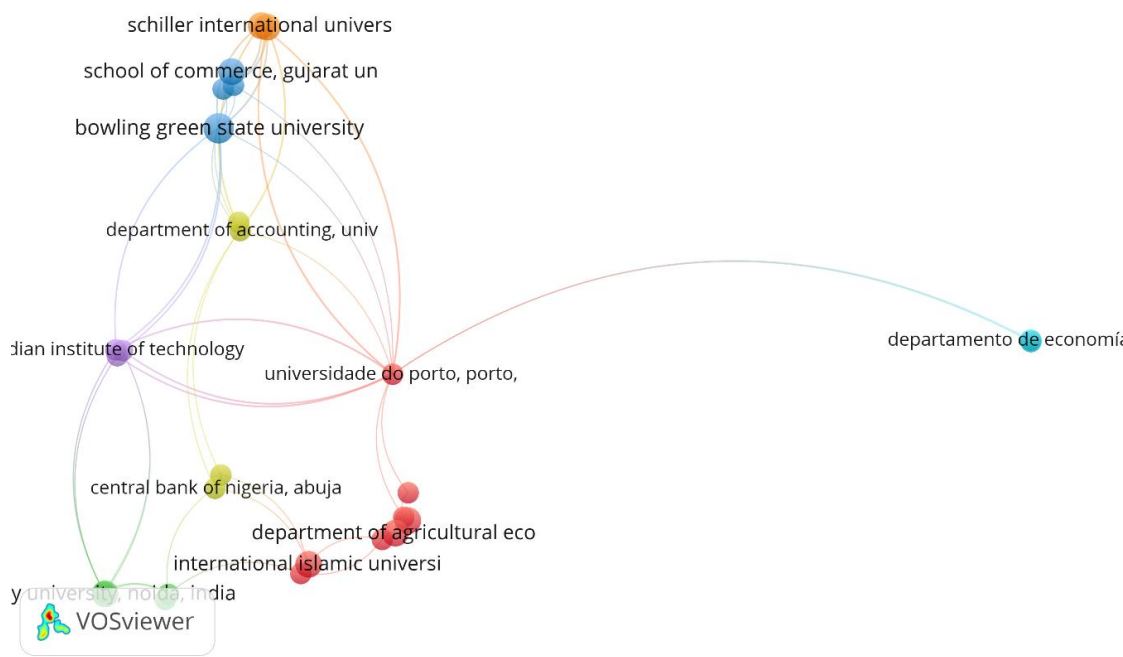 schiller international univers
school of commerce, gujarat un
bowling green state university
department of accounting, univ
departamento de economía
dian institute of technology
universidade do porto, porto,
central bank of nigeria, abuja
department of agricultural eco
international islamic universi
y university, noida, india
VOSviewer